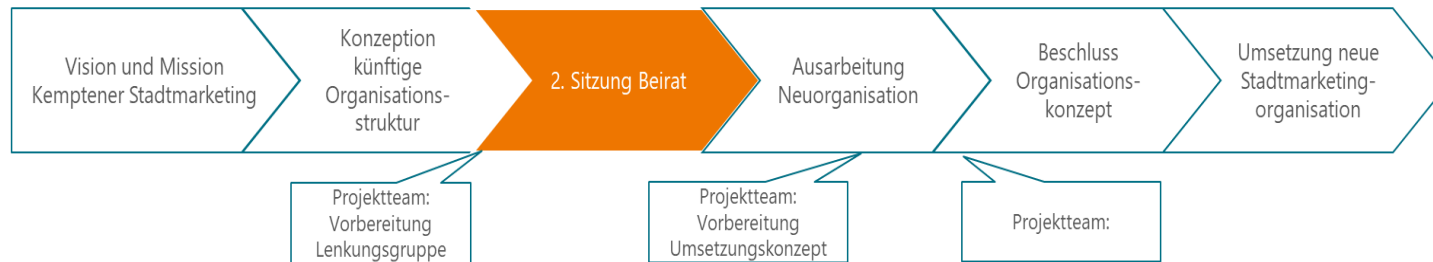 Vision und Mission
Kemptener Stadtmarketing
Konzeption
künftige
Organisations-
struktur
2. Sitzung Beirat
Ausarbeitung
Neuorganisation
Beschluss
Organisations-
konzept
Umsetzung neue
Stadtmarketing-
organisation
Projektteam:
Vorbereitung
Lenkungsgruppe
Projektteam:
Vorbereitung
Umsetzungskonzept
Projektteam: